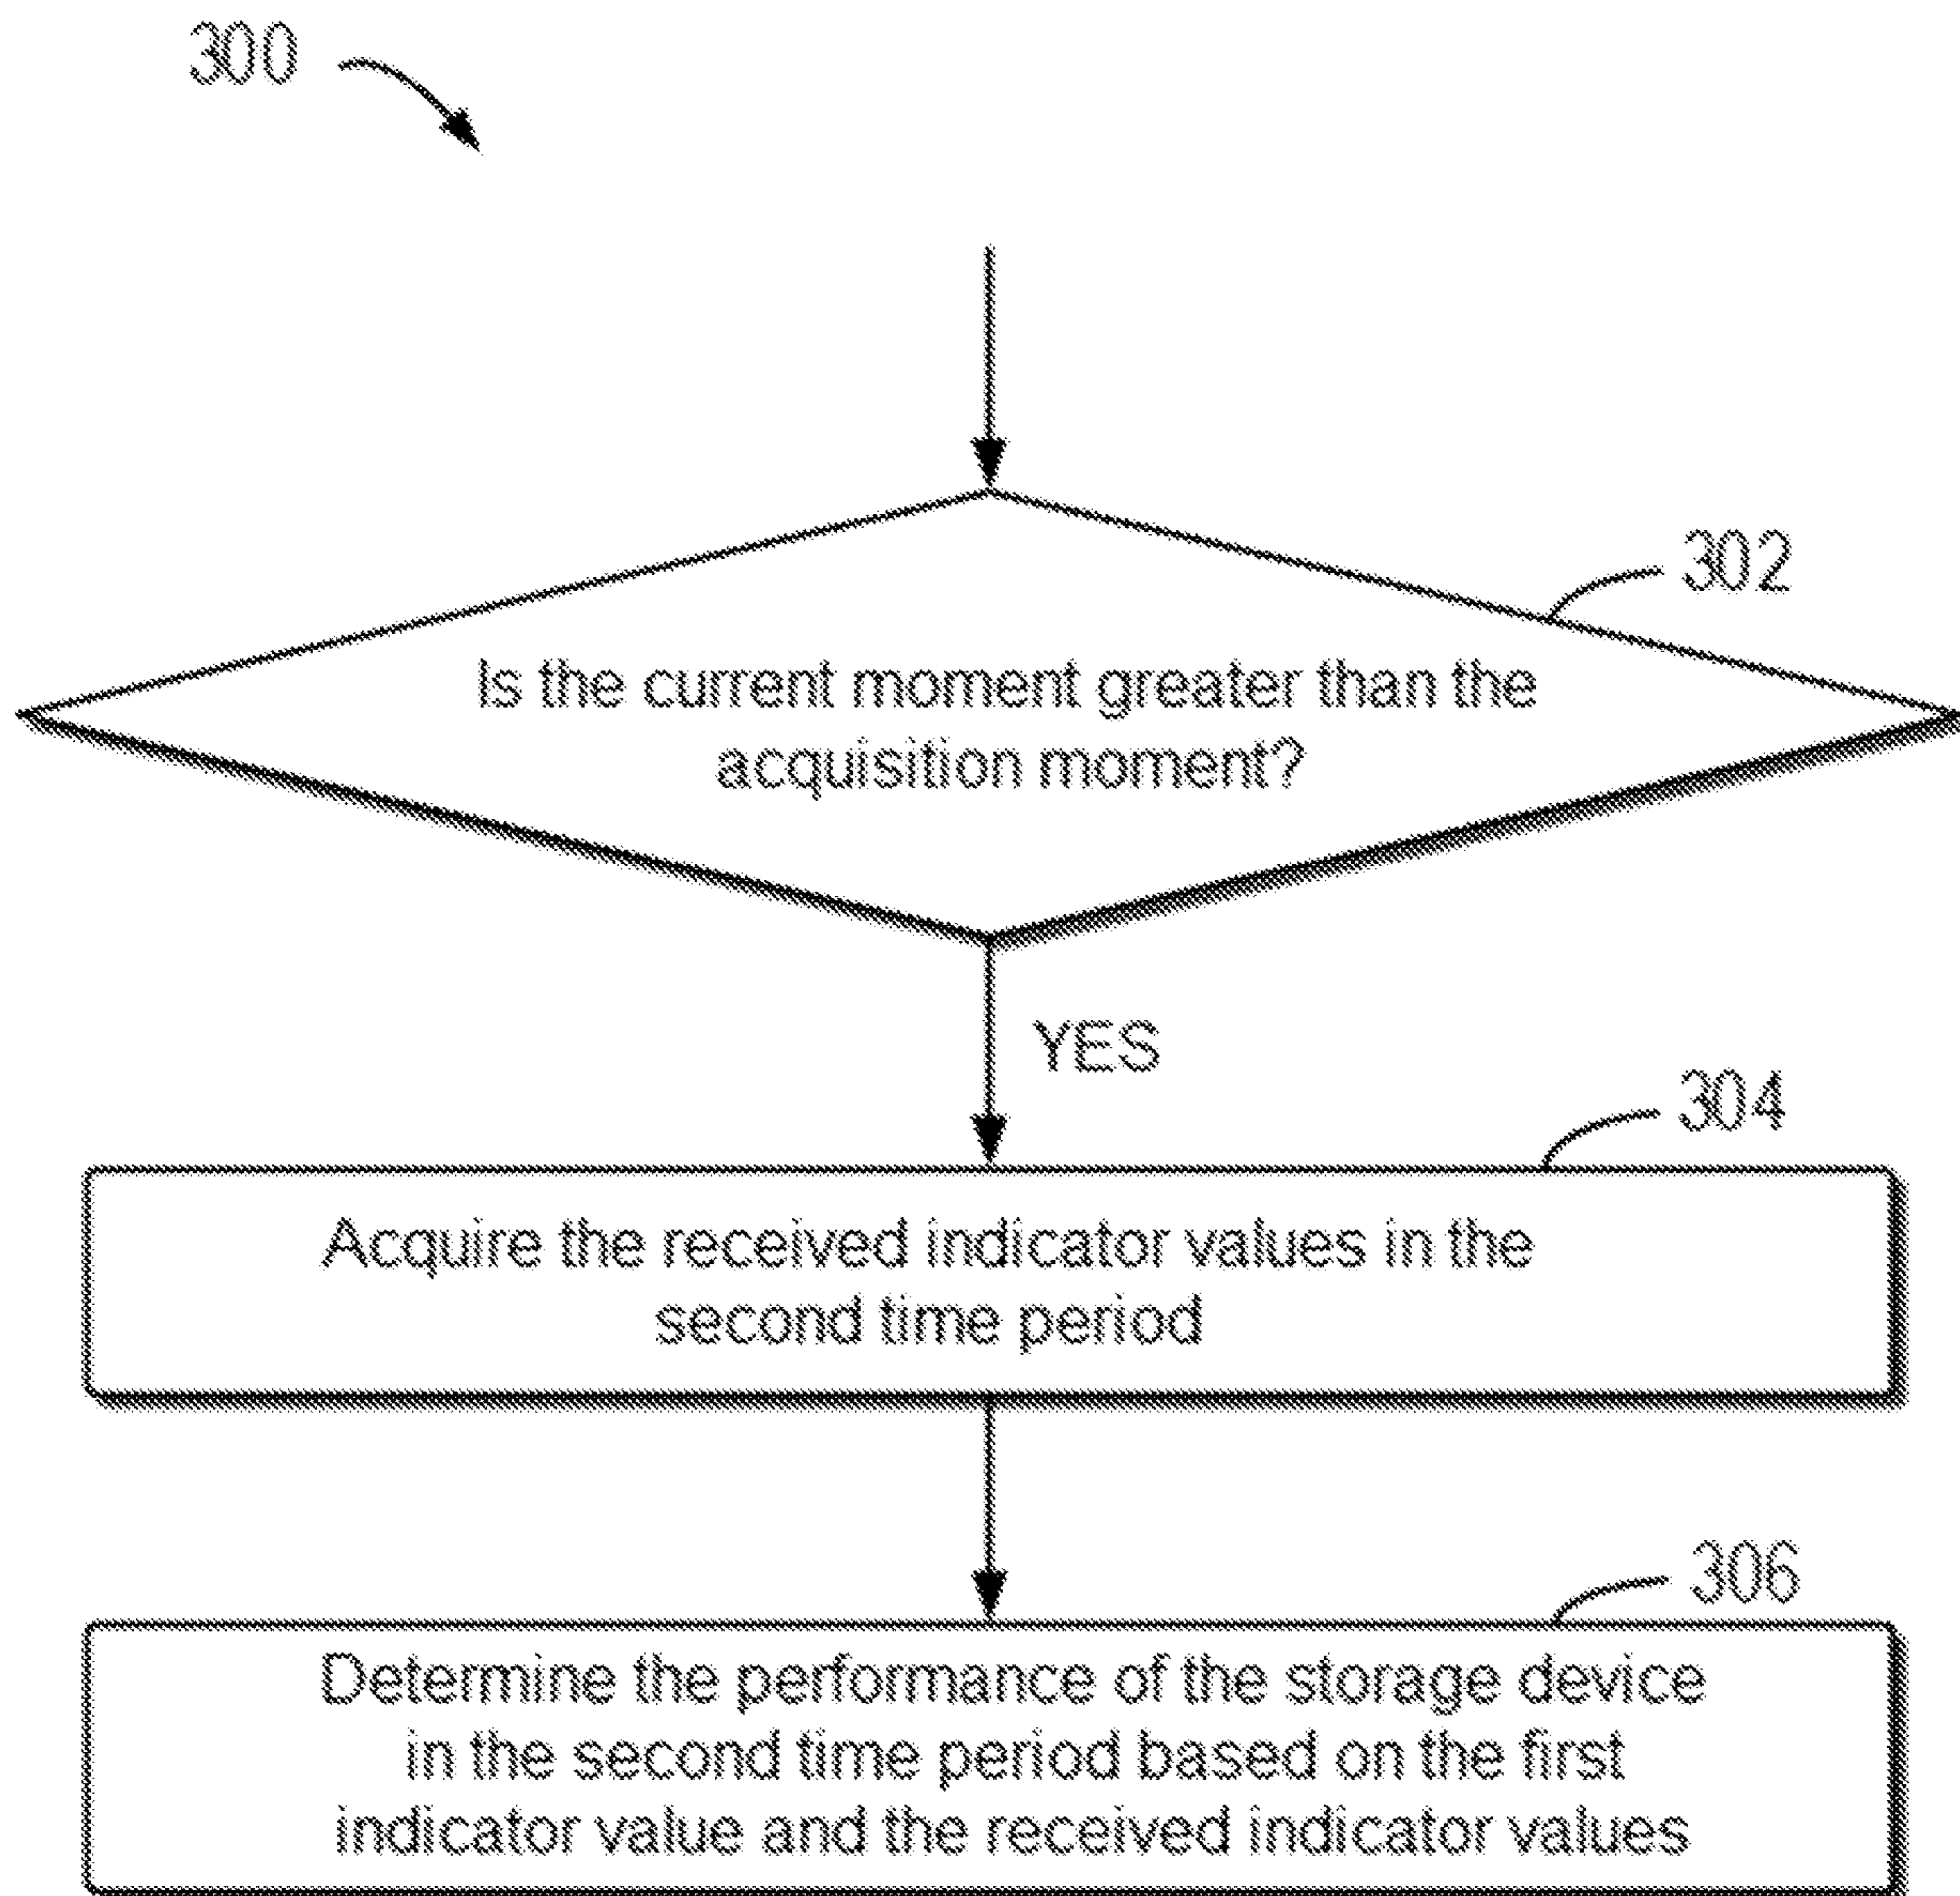 300
302
Is the current moment greater than the
acquisition moment?
YES
304
Acquire the received indicator values in the
second time period
306
Determine the performance of the storage device
in the second time period based on the first
indicator value and the received indicator values